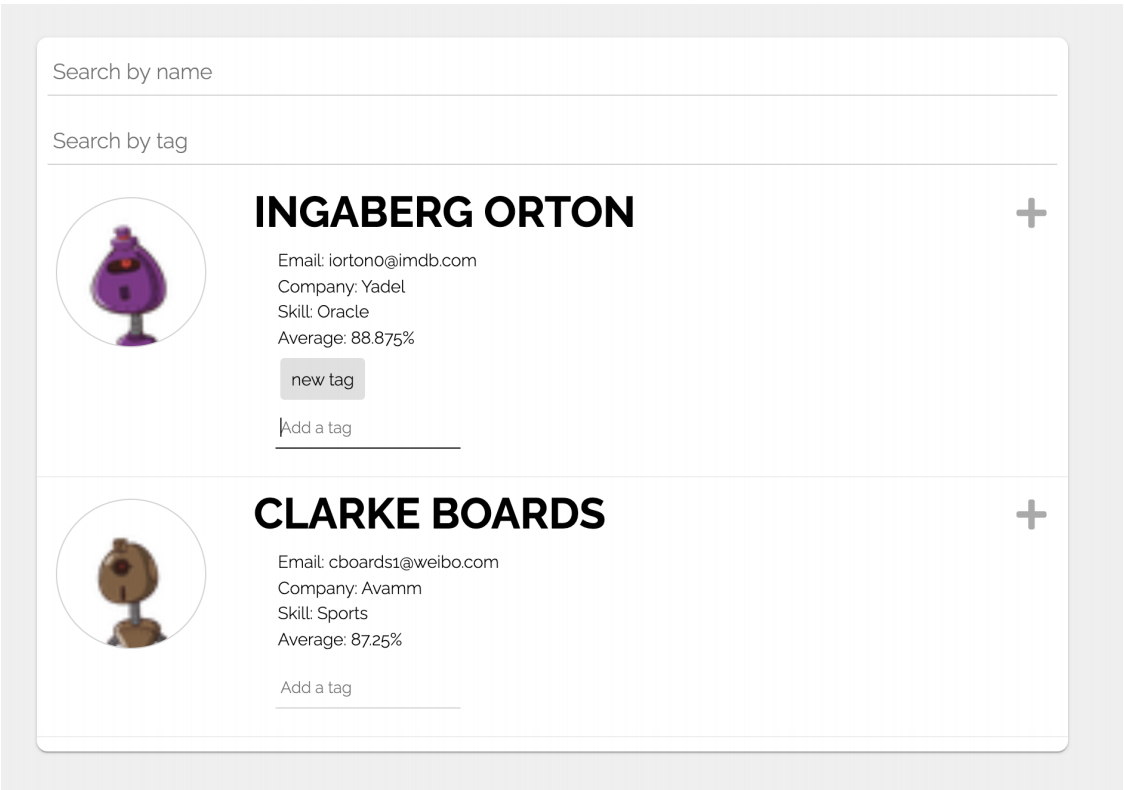 Search by name
Search by tag
INGABERG ORTON
Email: iorton0@imdb.com
Company: Yadel
Skill: Oracle
Average: 88.875%
new tag
Add a tag
CLARKE BOARDS
Email: cboards1@weibo.com
Company: Avamm
Skill: Sports
Average: 87.25%
Add a tag